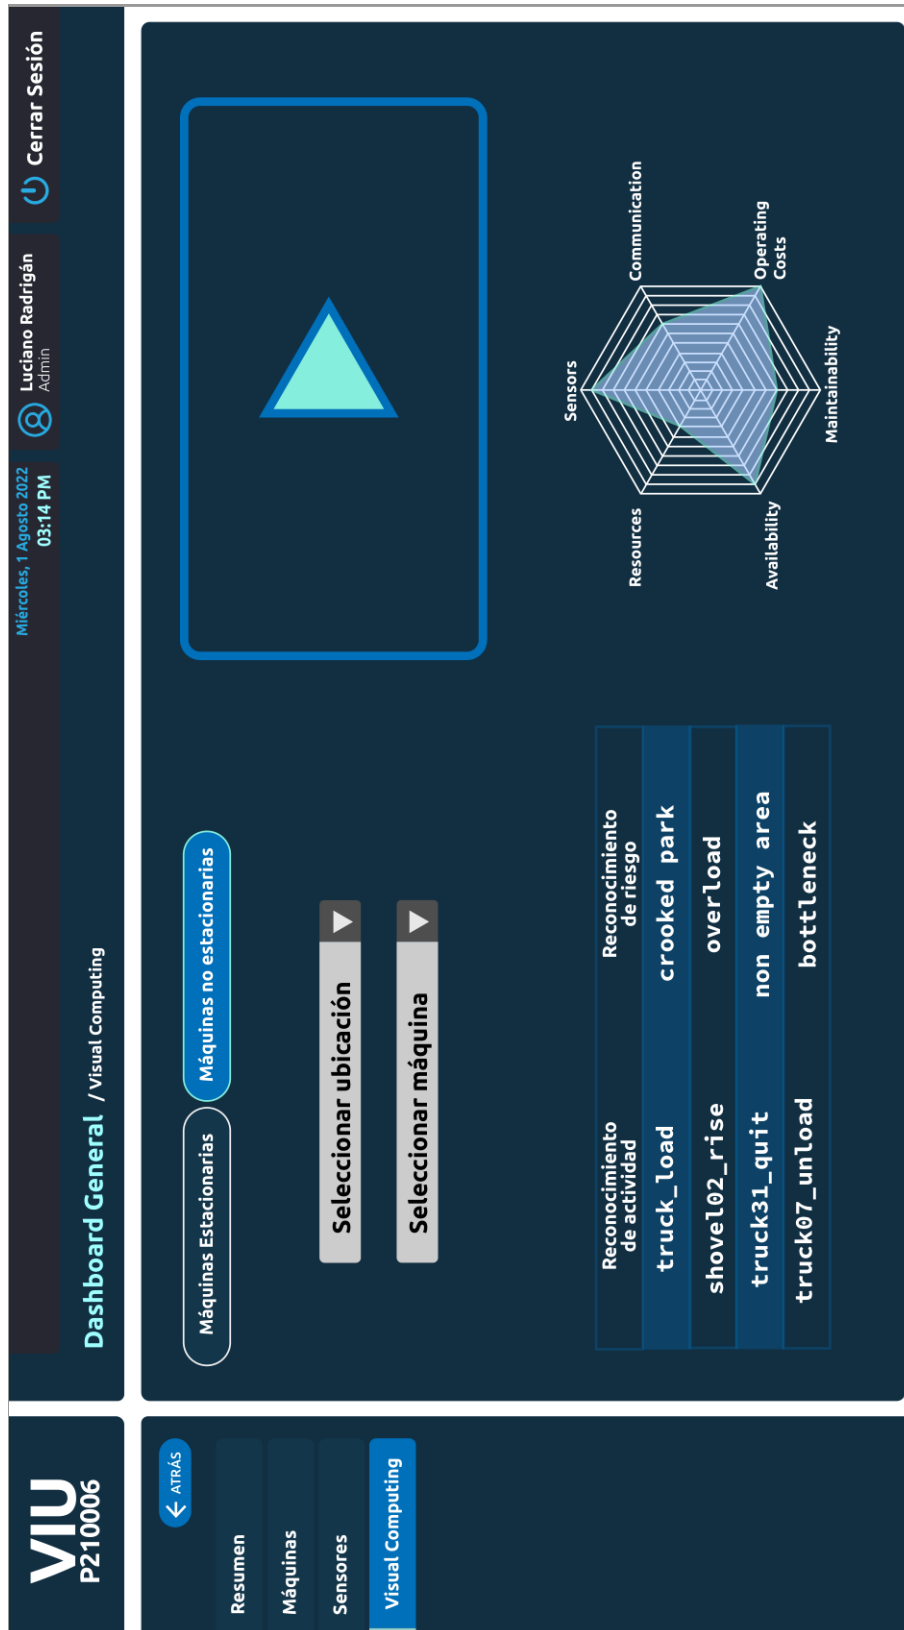 VIU
P210006
Miércoles, 1 Agosto 2022
03:14 PM
Luciano Radrigán
Admin
Cerrar Sesión
Dashboard General / Visual Computing
ATRÁS
Resumen
Máquinas
Sensores
Visual Computing
Máquinas Estacionarias
Máquinas no estacionarias
Seleccionar ubicación
Seleccionar máquina
Reconocimiento
de actividad
Reconocimiento
de riesgo
truck_load
crooked park
shovel02_rise
overload
truck31_quit
non empty area
truck07_unload
bottleneck
Sensors
Communication
Operating
Costs
Maintainability
Availability
Resources